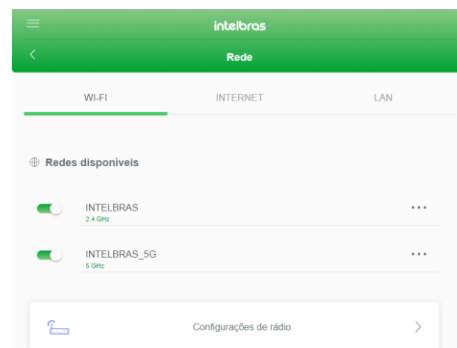 intelbras
Rede
WI-FI INTERNET LAN
Redes disponíveis
INTELBRAS
2.4 GHz
INTELBRAS_5G
5 GHz
Configurações de rádio